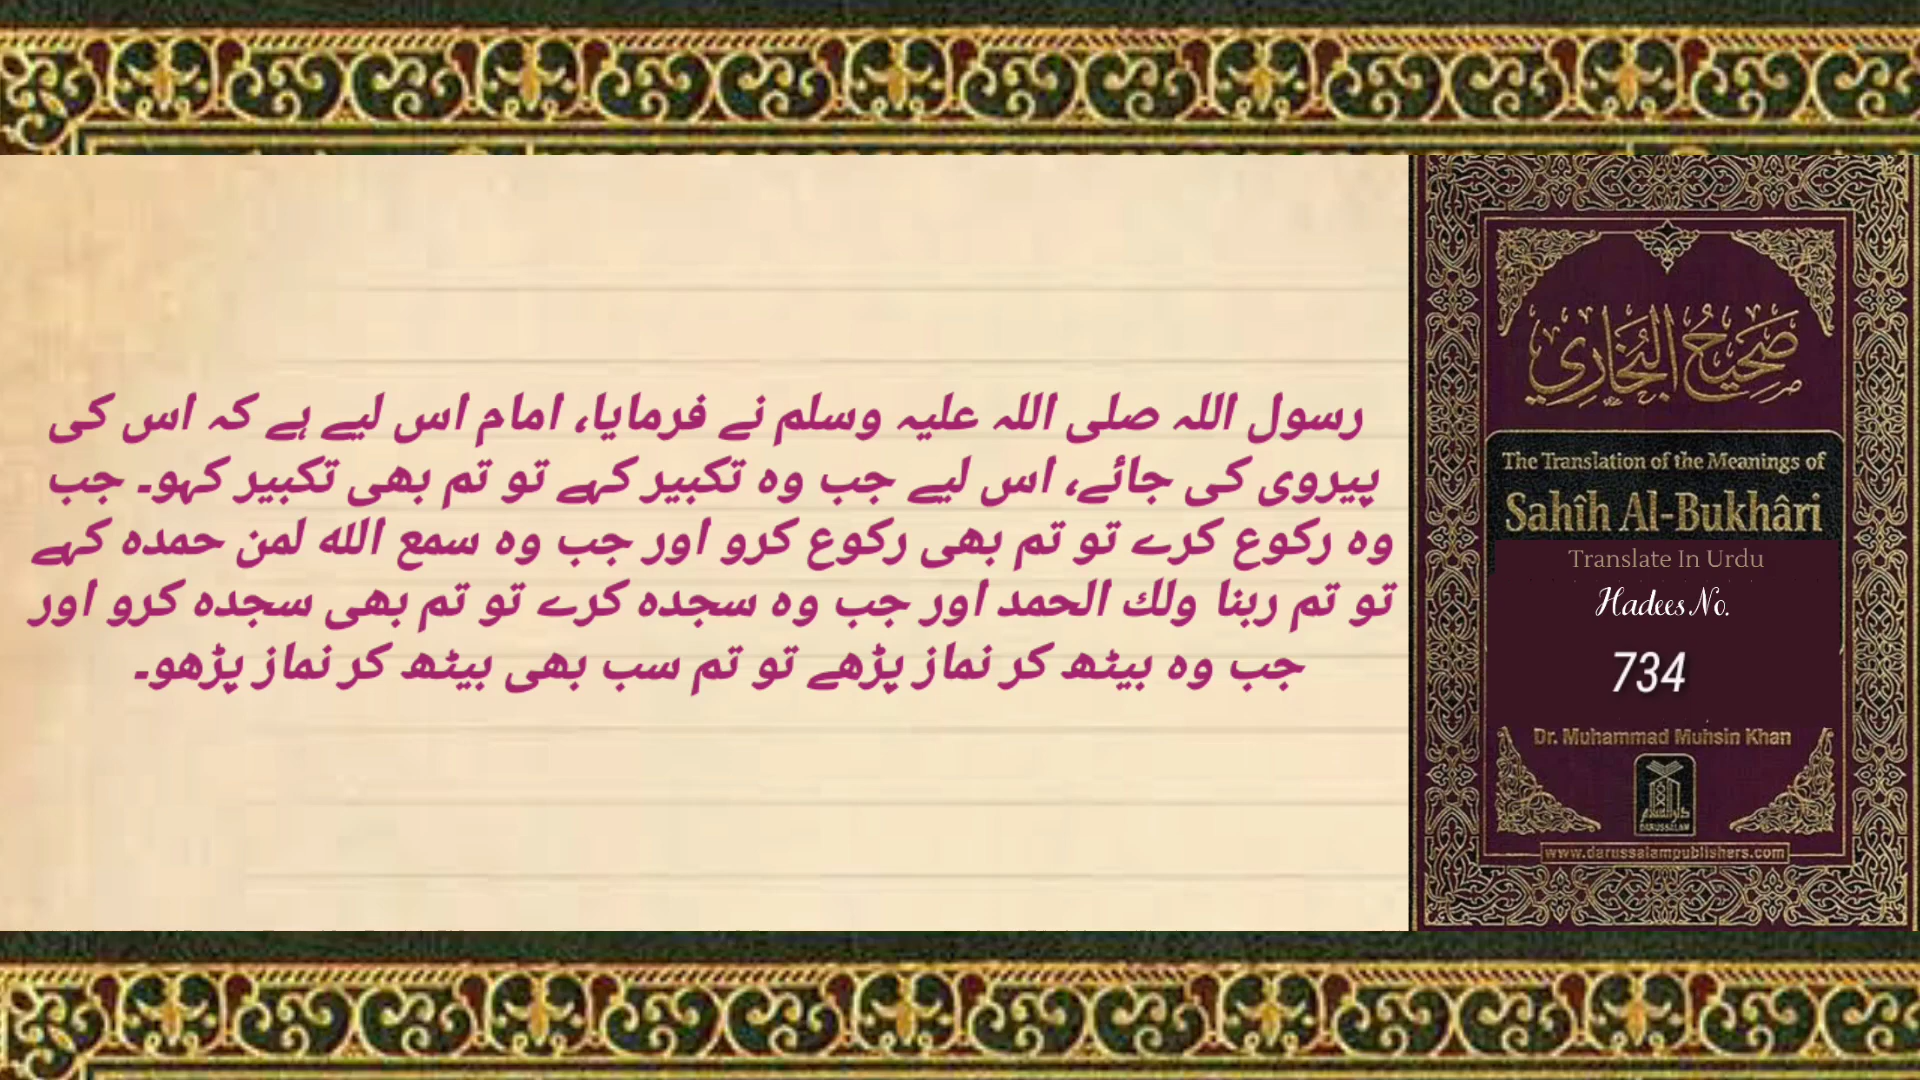 رسول اللہ صلی اللہ علیہ وسلم نے فرمایا، امام اس لیے ہے کہ اس کی
پیروی کی جائے، اس لیے جب وہ تکبیر کہے تو تم بھی تکبیر کہو۔ جب
وہ رکوع کرے تو تم بھی رکوع کرو اور جب وہ سمع الله لمن حمدہ کہے
تو تم ربنا ولك الحمد اور جب وہ سجدہ کرے تو تم بھی سجدہ کرو اور
جب وہ بیٹھ کر نماز پڑھے تو تم سب بھی بیٹھ کر نماز پڑھو۔
صَحِيحُ البُخَارِي
The Translation of the Meanings of
Sahîh Al-Bukhâri
Translate In Urdu
Hadees No.
734
Dr. Muhammad Muhsin Khan
دارالسلام
DARUSSALAM
www.darussalampublishers.com